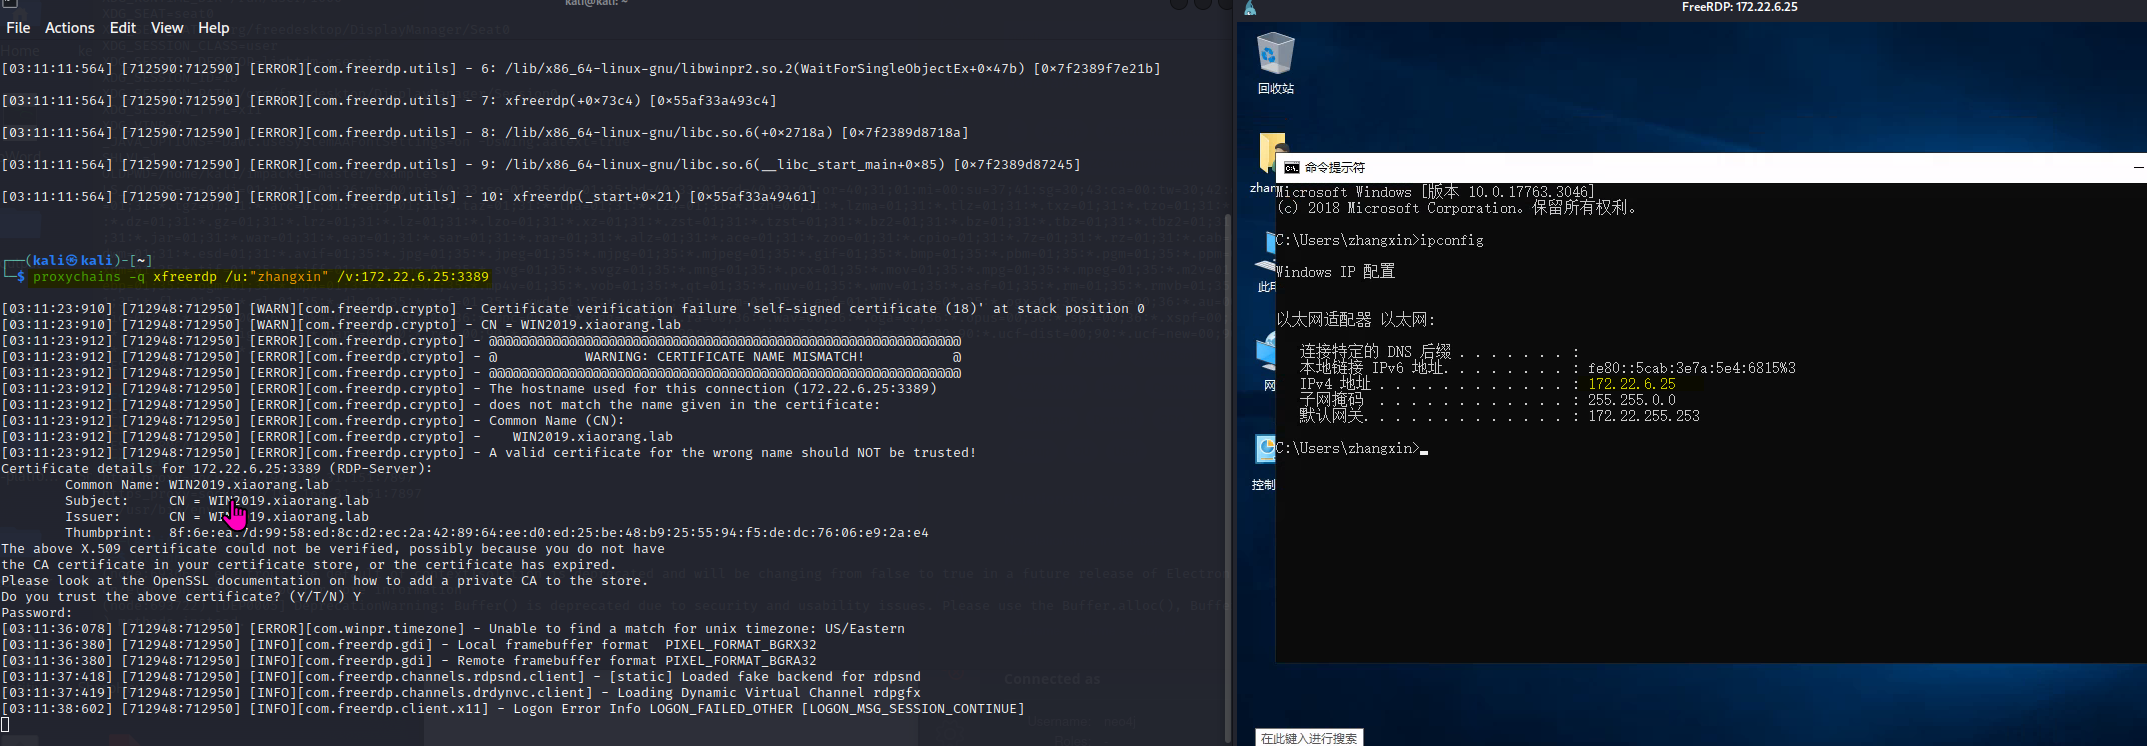 kali@kali: ~
File Actions Edit View Help
[03:11:11:564] [712590:712590] [ERROR][com.freerdp.utils] - 6: /lib/x86_64-linux-gnu/libwinpr2.so.2(WaitForSingleObjectEx+0×47b) [0×7f2389f7e21b]
[03:11:11:564] [712590:712590] [ERROR][com.freerdp.utils] - 7: xfreerdp(+0×73c4) [0×55af33a493c4]
[03:11:11:564] [712590:712590] [ERROR][com.freerdp.utils] - 8: /lib/x86_64-linux-gnu/libc.so.6(+0×2718a) [0×7f2389d8718a]
[03:11:11:564] [712590:712590] [ERROR][com.freerdp.utils] - 9: /lib/x86_64-linux-gnu/libc.so.6(__libc_start_main+0×85) [0×7f2389d87245]
[03:11:11:564] [712590:712590] [ERROR][com.freerdp.utils] - 10: xfreerdp(_start+0×21) [0×55af33a49461]
┌──(kali㉿kali)-[~]
└─$ proxychains -q xfreerdp /u:"zhangxin" /v:172.22.6.25:3389
[03:11:23:910] [712948:712950] [WARN][com.freerdp.crypto] - Certificate verification failure 'self-signed certificate (18)' at stack position 0
[03:11:23:910] [712948:712950] [WARN][com.freerdp.crypto] - CN = WIN2019.xiaorang.lab
[03:11:23:912] [712948:712950] [ERROR][com.freerdp.crypto] - @@@@@@@@@@@@@@@@@@@@@@@@@@@@@@@@@@@@@@@@@@@@@@@@@@@@@@@@@@@
[03:11:23:912] [712948:712950] [ERROR][com.freerdp.crypto] - @           WARNING: CERTIFICATE NAME MISMATCH!           @
[03:11:23:912] [712948:712950] [ERROR][com.freerdp.crypto] - @@@@@@@@@@@@@@@@@@@@@@@@@@@@@@@@@@@@@@@@@@@@@@@@@@@@@@@@@@@
[03:11:23:912] [712948:712950] [ERROR][com.freerdp.crypto] - The hostname used for this connection (172.22.6.25:3389)
[03:11:23:912] [712948:712950] [ERROR][com.freerdp.crypto] - does not match the name given in the certificate:
[03:11:23:912] [712948:712950] [ERROR][com.freerdp.crypto] - Common Name (CN):
[03:11:23:912] [712948:712950] [ERROR][com.freerdp.crypto] -    WIN2019.xiaorang.lab
[03:11:23:912] [712948:712950] [ERROR][com.freerdp.crypto] - A valid certificate for the wrong name should NOT be trusted!
Certificate details for 172.22.6.25:3389 (RDP-Server):
Common Name: WIN2019.xiaorang.lab
Subject:     CN = WIN2019.xiaorang.lab
Issuer:      CN = WIN2019.xiaorang.lab
Thumbprint:  8f:6e:ea:7d:99:58:ed:8c:d2:ec:2a:42:89:64:ee:d0:ed:25:be:48:b9:25:55:94:f5:de:dc:76:06:e9:2a:e4
The above X.509 certificate could not be verified, possibly because you do not have
the CA certificate in your certificate store, or the certificate has expired.
Please look at the OpenSSL documentation on how to add a private CA to the store.
Do you trust the above certificate? (Y/T/N) Y
Password:
[03:11:36:078] [712948:712950] [ERROR][com.winpr.timezone] - Unable to find a match for unix timezone: US/Eastern
[03:11:36:380] [712948:712950] [INFO][com.freerdp.gdi] - Local framebuffer format  PIXEL_FORMAT_BGRX32
[03:11:36:380] [712948:712950] [INFO][com.freerdp.gdi] - Remote framebuffer format PIXEL_FORMAT_BGRA32
[03:11:37:418] [712948:712950] [INFO][com.freerdp.channels.rdpsnd.client] - [static] Loaded fake backend for rdpsnd
[03:11:37:419] [712948:712950] [INFO][com.freerdp.channels.drdynvc.client] - Loading Dynamic Virtual Channel rdpgfx
[03:11:38:602] [712948:712950] [INFO][com.freerdp.client.x11] - Logon Error Info LOGON_FAILED_OTHER [LOGON_MSG_SESSION_CONTINUE]
FreeRDP: 172.22.6.25
回收站
zhan
此电
网
控制
命令提示符
Microsoft Windows [版本 10.0.17763.3046]
(c) 2018 Microsoft Corporation。保留所有权利。
C:\Users\zhangxin>ipconfig
Windows IP 配置
以太网适配器 以太网:
连接特定的 DNS 后缀 . . . . . . . :
本地链接 IPv6 地址. . . . . . . . : fe80::5cab:3e7a:5e4:6815%3
IPv4 地址 . . . . . . . . . . . . : 172.22.6.25
子网掩码  . . . . . . . . . . . . : 255.255.0.0
默认网关. . . . . . . . . . . . . : 172.22.255.253
C:\Users\zhangxin>
在此键入进行搜索